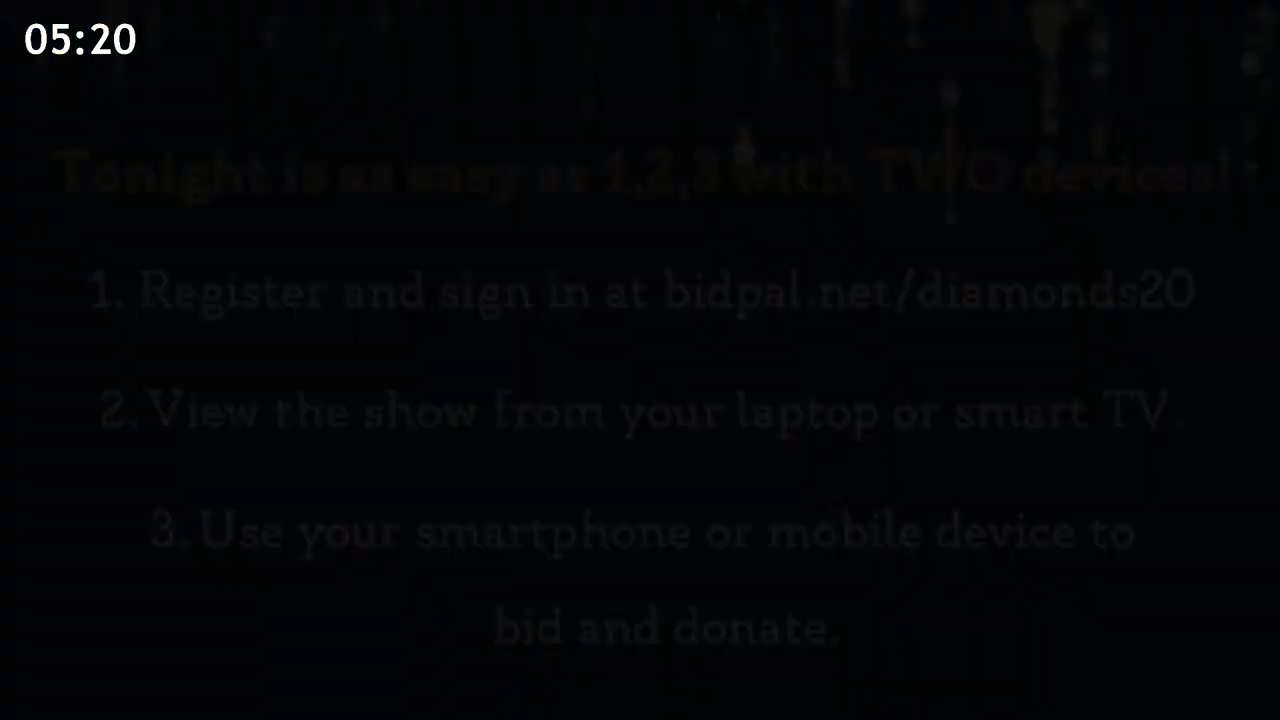 05:20
Tonight is as easy as 1,2,3 with TWO devices!
1. Register and sign in at bidpal.net/diamonds20
2. View the show from your laptop or smart TV.
3. Use your smartphone or mobile device to
bid and donate.